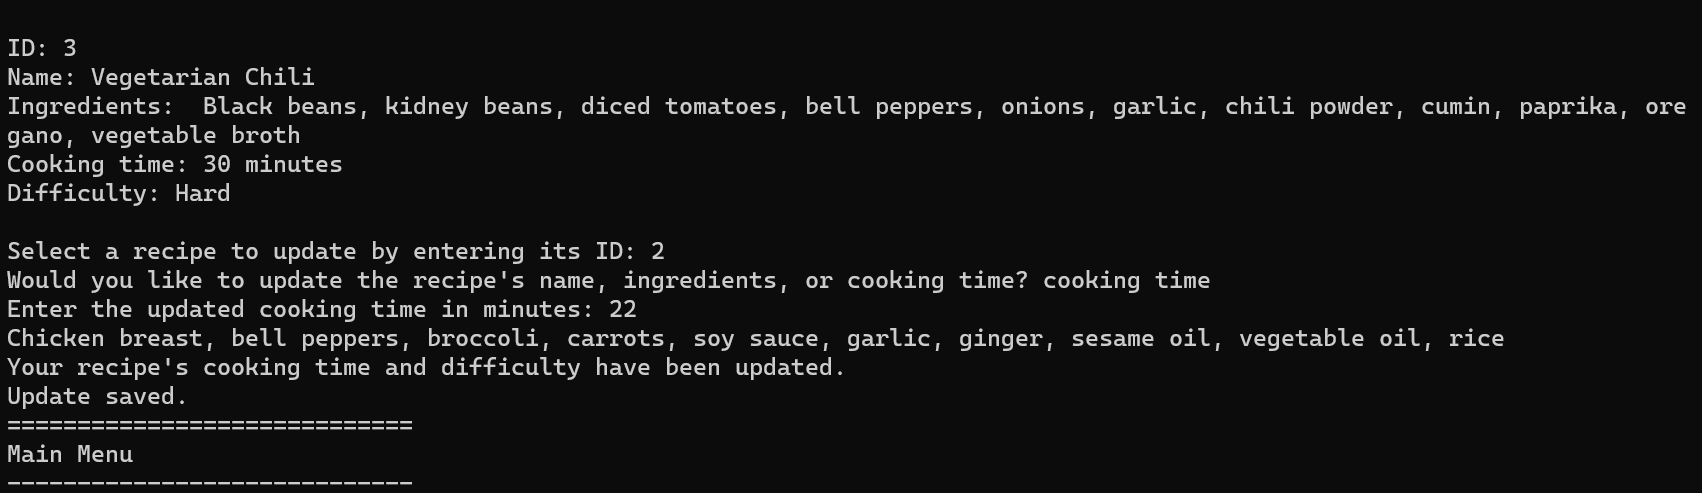 ID: 3
Name: Vegetarian Chili
Ingredients:  Black beans, kidney beans, diced tomatoes, bell peppers, onions, garlic, chili powder, cumin, paprika, ore
gano, vegetable broth
Cooking time: 30 minutes
Difficulty: Hard
Select a recipe to update by entering its ID: 2
Would you like to update the recipe's name, ingredients, or cooking time? cooking time
Enter the updated cooking time in minutes: 22
Chicken breast, bell peppers, broccoli, carrots, soy sauce, garlic, ginger, sesame oil, vegetable oil, rice
Your recipe's cooking time and difficulty have been updated.
Update saved.
=============================
Main Menu
-----------------------------